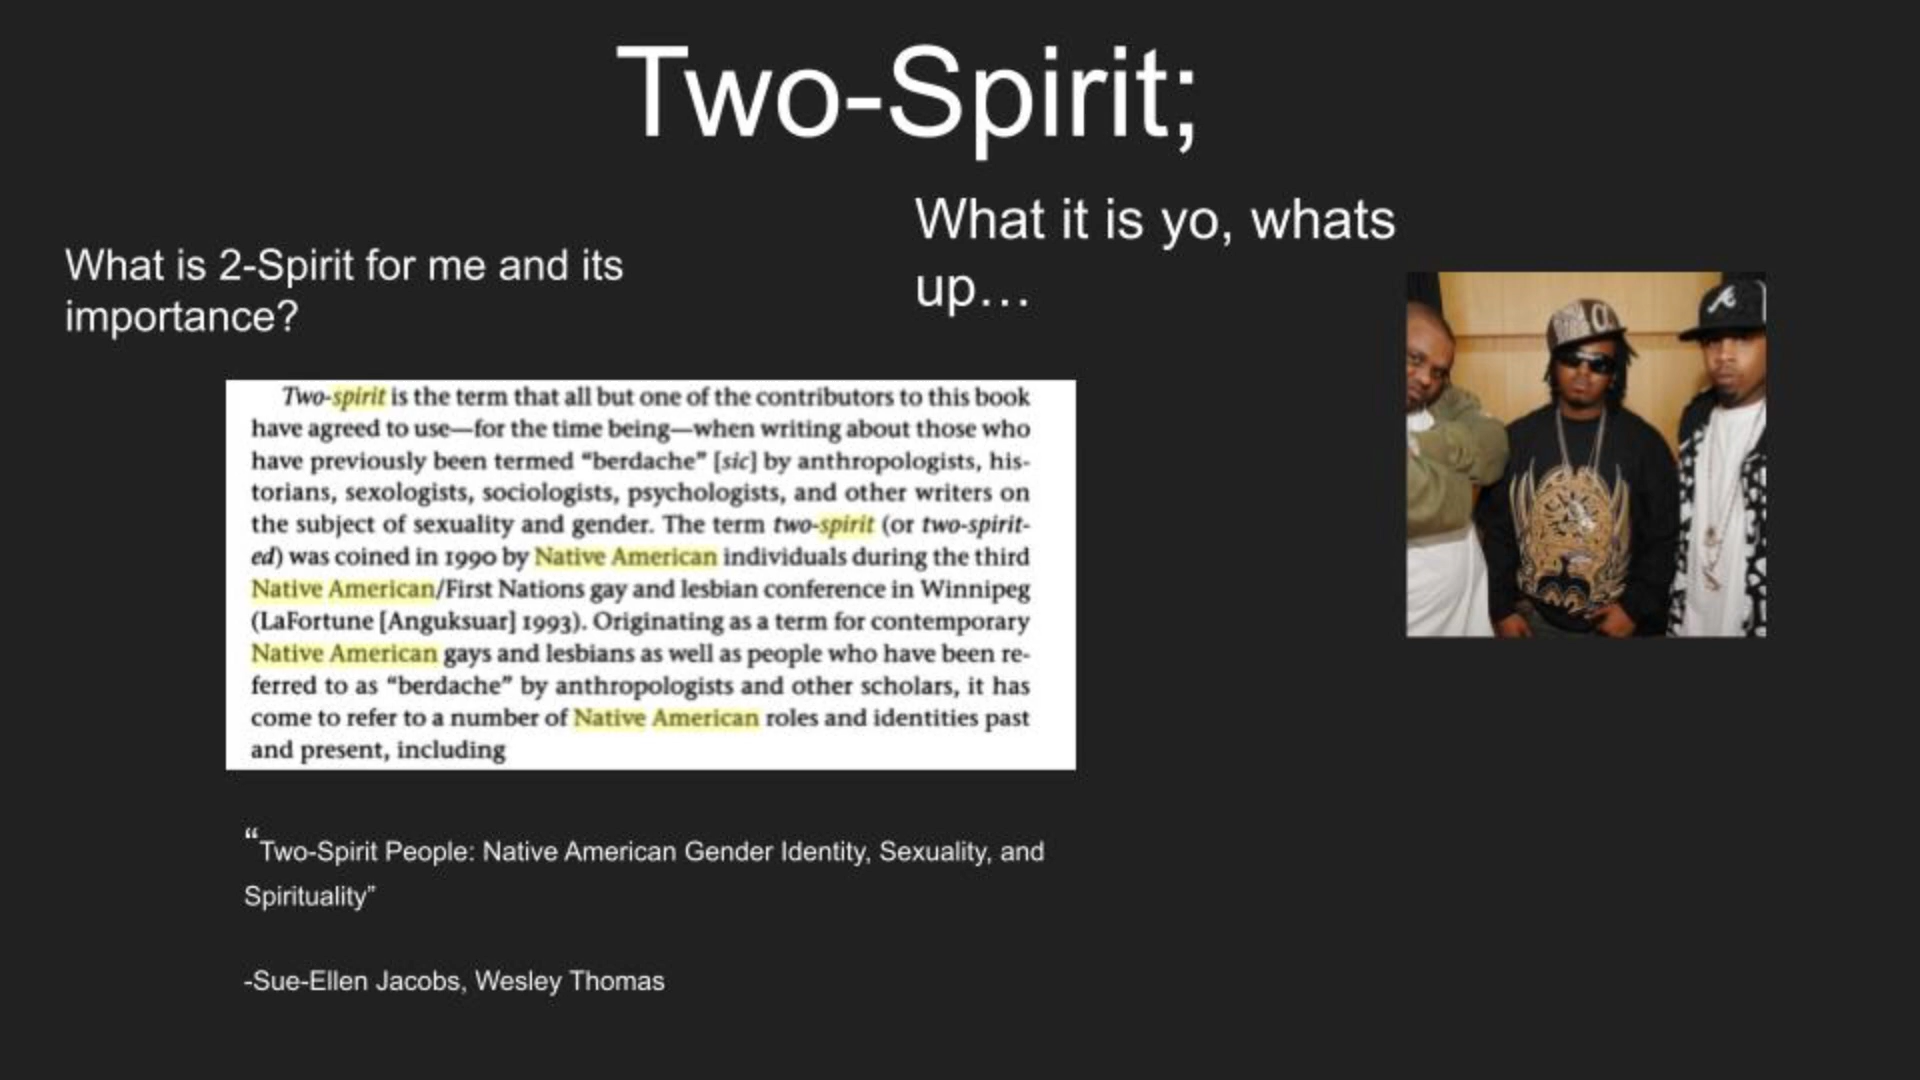 Two-Spirit;
What it is yo, whats
up…
What is 2-Spirit for me and its
importance?
Two-spirit is the term that all but one of the contributors to this book
have agreed to use—for the time being—when writing about those who
have previously been termed “berdache” [sic] by anthropologists, his-
torians, sexologists, sociologists, psychologists, and other writers on
the subject of sexuality and gender. The term two-spirit (or two-spirit-
ed) was coined in 1990 by Native American individuals during the third
Native American/First Nations gay and lesbian conference in Winnipeg
(LaFortune [Anguksuar] 1993). Originating as a term for contemporary
Native American gays and lesbians as well as people who have been re-
ferred to as “berdache” by anthropologists and other scholars, it has
come to refer to a number of Native American roles and identities past
and present, including
“Two-Spirit People: Native American Gender Identity, Sexuality, and
Spirituality”
-Sue-Ellen Jacobs, Wesley Thomas